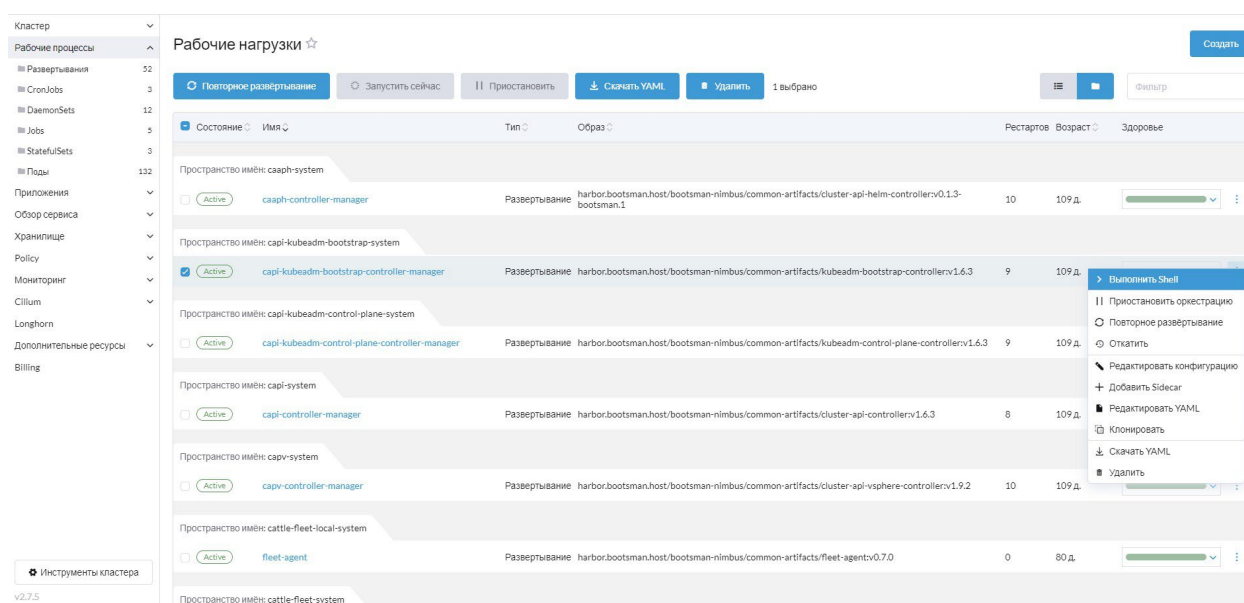 Кластер
Рабочие процессы
Развертывания 52
CronJobs 3
DaemonSets 12
Jobs 5
StatefulSets 3
Поды 132
Приложения
Обзор сервиса
Хранилище
Policy
Мониторинг
Cilium
Longhorn
Дополнительные ресурсы
Billing
Инструменты кластера
v2.7.5
Рабочие нагрузки
Создать
Повторное развёртывание Запустить сейчас Приостановить Скачать YAML Удалить 1 выбрано Фильтр
Состояние Имя Тип Образ Рестартов Возраст Здоровье
Пространство имён: caaph-system
Active caaph-controller-manager Развертывание harbor.bootsman.host/bootsman-nimbus/common-artifacts/cluster-api-helm-controller:v0.1.3- 10 109 д.
bootsman.1
Пространство имён: capi-kubeadm-bootstrap-system
Active capi-kubeadm-bootstrap-controller-manager Развертывание harbor.bootsman.host/bootsman-nimbus/common-artifacts/kubeadm-bootstrap-controller:v1.6.3 9 109 д.
Пространство имён: capi-kubeadm-control-plane-system
Active capi-kubeadm-control-plane-controller-manager Развертывание harbor.bootsman.host/bootsman-nimbus/common-artifacts/kubeadm-control-plane-controller:v1.6.3 9 109 д.
Пространство имён: capi-system
Active capi-controller-manager Развертывание harbor.bootsman.host/bootsman-nimbus/common-artifacts/cluster-api-controller:v1.6.3 8 109 д.
Пространство имён: capv-system
Active capv-controller-manager Развертывание harbor.bootsman.host/bootsman-nimbus/common-artifacts/cluster-api-vsphere-controller:v1.9.2 10 109 д.
Пространство имён: cattle-fleet-local-system
Active fleet-agent Развертывание harbor.bootsman.host/bootsman-nimbus/common-artifacts/fleet-agent:v0.7.0 0 80 д.
Пространство имён: cattle-fleet-system
Выполнить Shell
Приостановить оркестрацию
Повторное развёртывание
Откатить
Редактировать конфигурацию
Добавить Sidecar
Редактировать YAML
Клонировать
Скачать YAML
Удалить